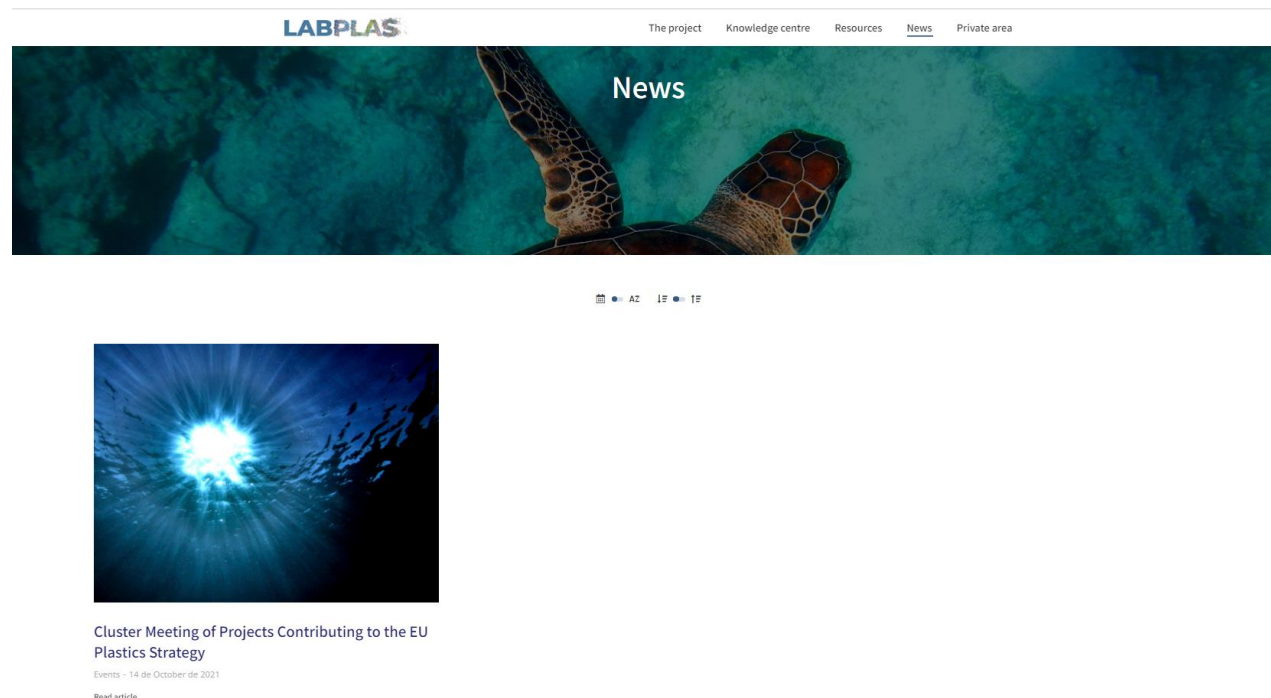 LABPLAS
The project Knowledge centre Resources News Private area
News
AZ
Cluster Meeting of Projects Contributing to the EU
Plastics Strategy
Events - 14 de October de 2021
Read article